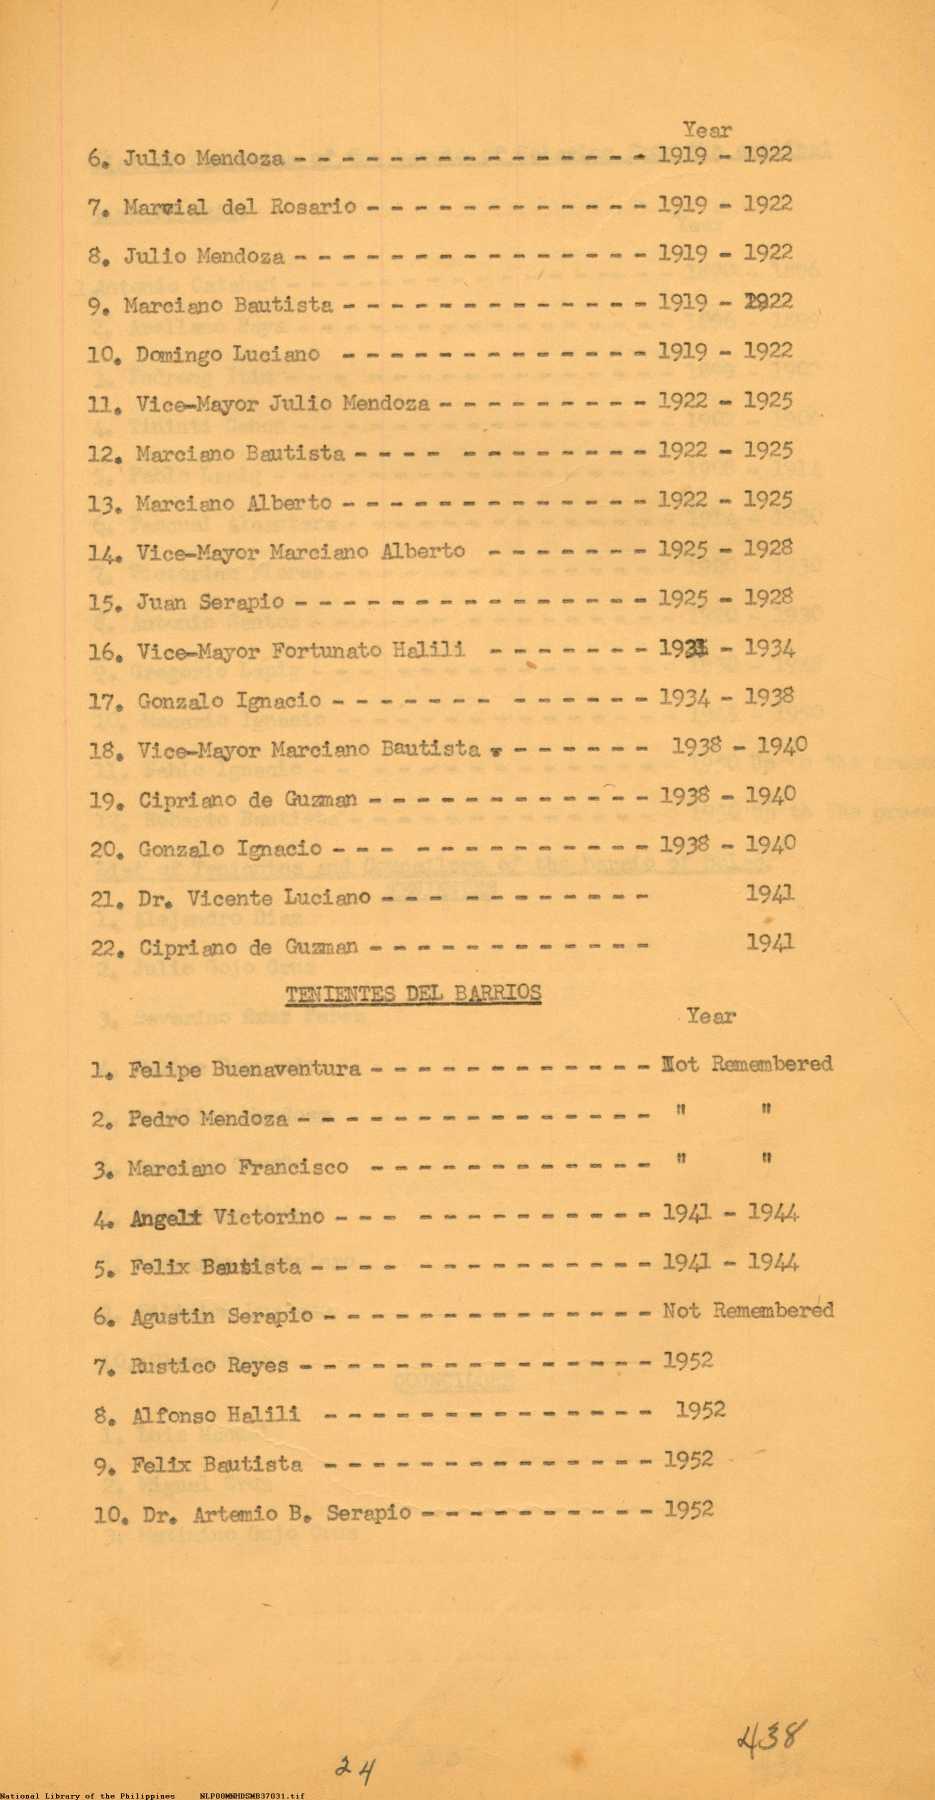 Year
6. Julio Mendoza - - - - - - - - - - - - - - - 1919 - 1922
7. Marcial del Rosario - - - - - - - - - - - - 1919 - 1922
8. Julio Mendoza - - - - - - - - - - - - - - - 1919 - 1922
9. Marciano Bautista - - - - - - - - - - - - - 1919 - 1922
10. Domingo Luciano - - - - - - - - - - - - - 1919 - 1922
11. Vice-Mayor Julio Mendoza - - - - - - - - - 1922 - 1925
12. Marciano Bautista - - - - - - - - - - - - 1922 - 1925
13. Marciano Alberto - - - - - - - - - - - - - 1922 - 1925
14. Vice-Mayor Marciano Alberto - - - - - - - 1925 - 1928
15. Juan Serapio - - - - - - - - - - - - - - - 1925 - 1928
16. Vice-Mayor Fortunato Halili - - - - - - - - 1934
17. Gonzalo Ignacio - - - - - - - - - - - - - 1934 - 1938
18. Vice-Mayor Marciano Bautista - - - - - - - 1938 - 1940
19. Cipriano de Guzman - - - - - - - - - - - - 1938 - 1940
20. Gonzalo Ignacio - - - - - - - - - - - - - 1938 - 1940
21. Dr. Vicente Luciano - - - - - - - - - - - 1941
22. Cipriano de Guzman - - - - - - - - - - - - 1941
TENIENTES DEL BARRIOS
Year
1. Felipe Buenaventura - - - - - - - - - - - - Not Remembered
2. Pedro Mendoza - - - - - - - - - - - - - - - " "
3. Marciano Francisco - - - - - - - - - - - - " "
4. Angel Victorino - - - - - - - - - - - - - 1941 - 1944
5. Felix Bautista - - - - - - - - - - - - - - 1941 - 1944
6. Agustin Serapio - - - - - - - - - - - - - - Not Remembered
7. Rustico Reyes - - - - - - - - - - - - - - - 1952
8. Alfonso Halili - - - - - - - - - - - - - - 1952
9. Felix Bautista - - - - - - - - - - - - - - 1952
10. Dr. Artemio B. Serapio - - - - - - - - - - 1952
438
24
National Library of the Philippines NLP00M0RHDSMB37031.tif